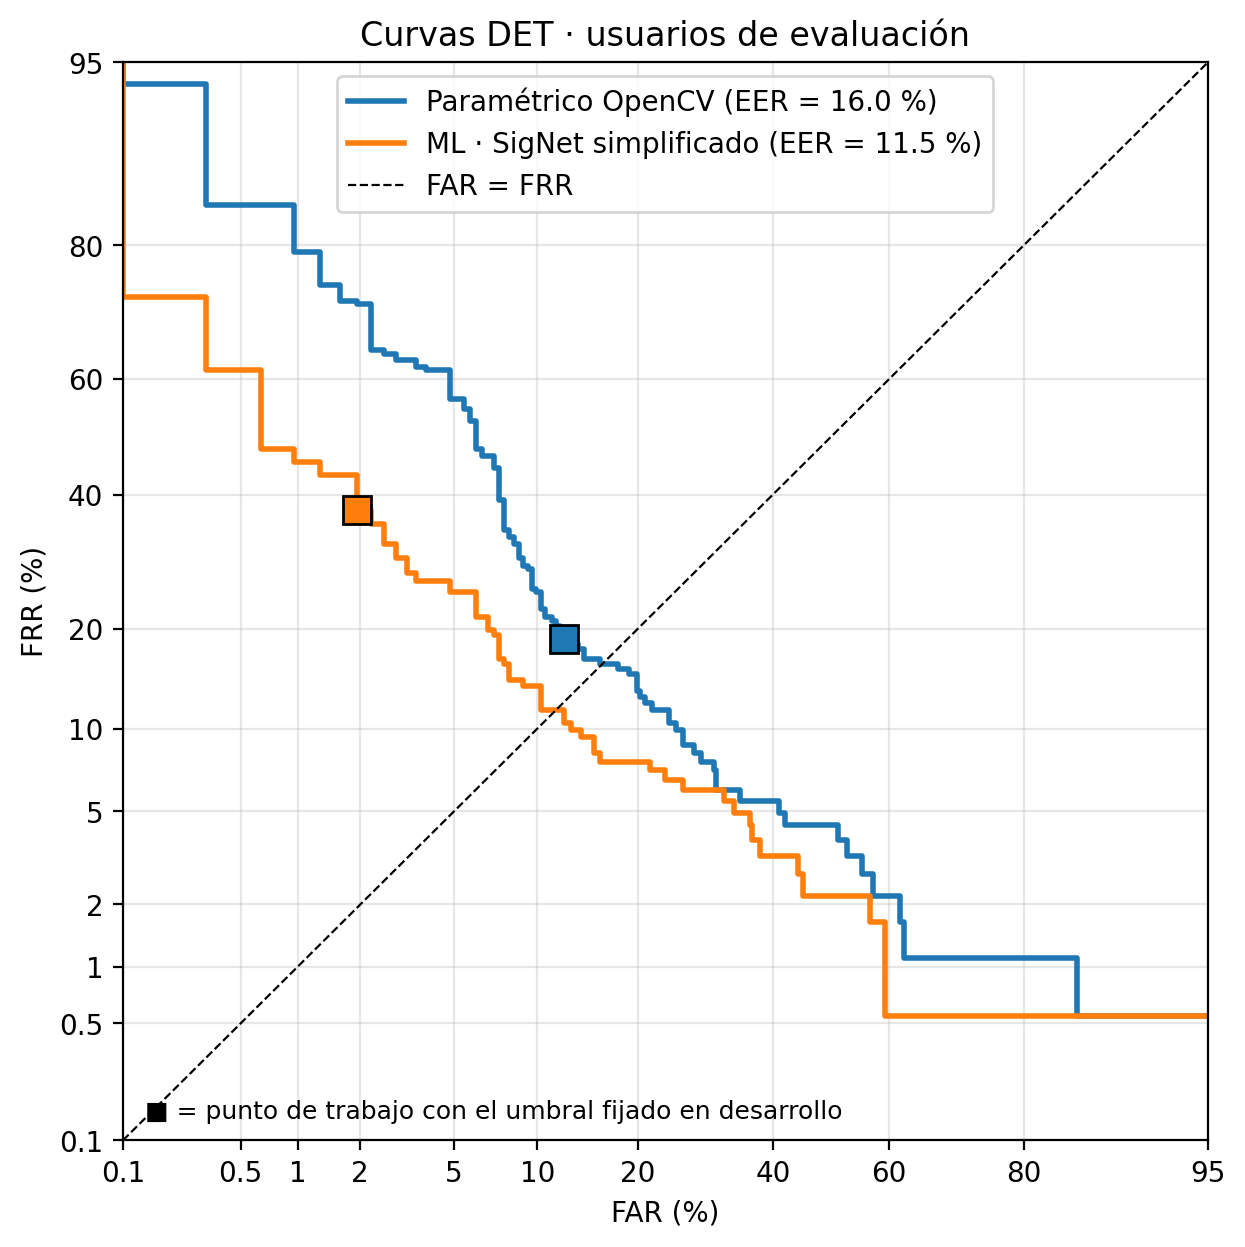 Curvas DET · usuarios de evaluación
Paramétrico OpenCV (EER = 16.0 %)
ML · SigNet simplificado (EER = 11.5 %)
FAR = FRR
95
80
60
40
20
10
5
2
1
0.5
0.1
FRR (%)
■ = punto de trabajo con el umbral fijado en desarrollo
0.1 0.5 1 2 5 10 20 40 60 80 95
FAR (%)